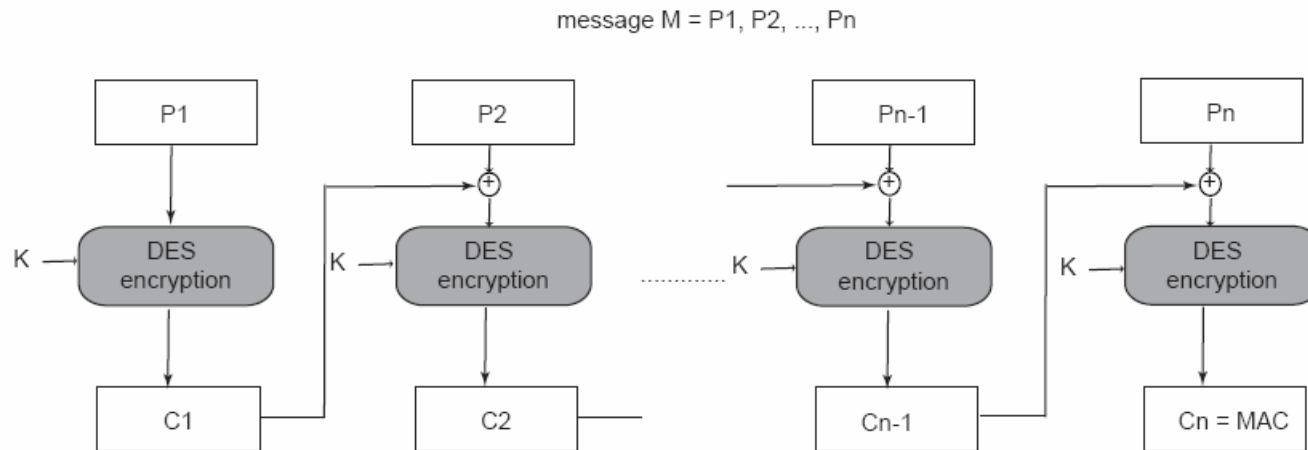 message M = P1, P2, ..., Pn
P1
P2
Pn-1
Pn
+
+
+
K
DES
encryption
K
DES
encryption
............
K
DES
encryption
K
DES
encryption
C1
C2
Cn-1
Cn = MAC